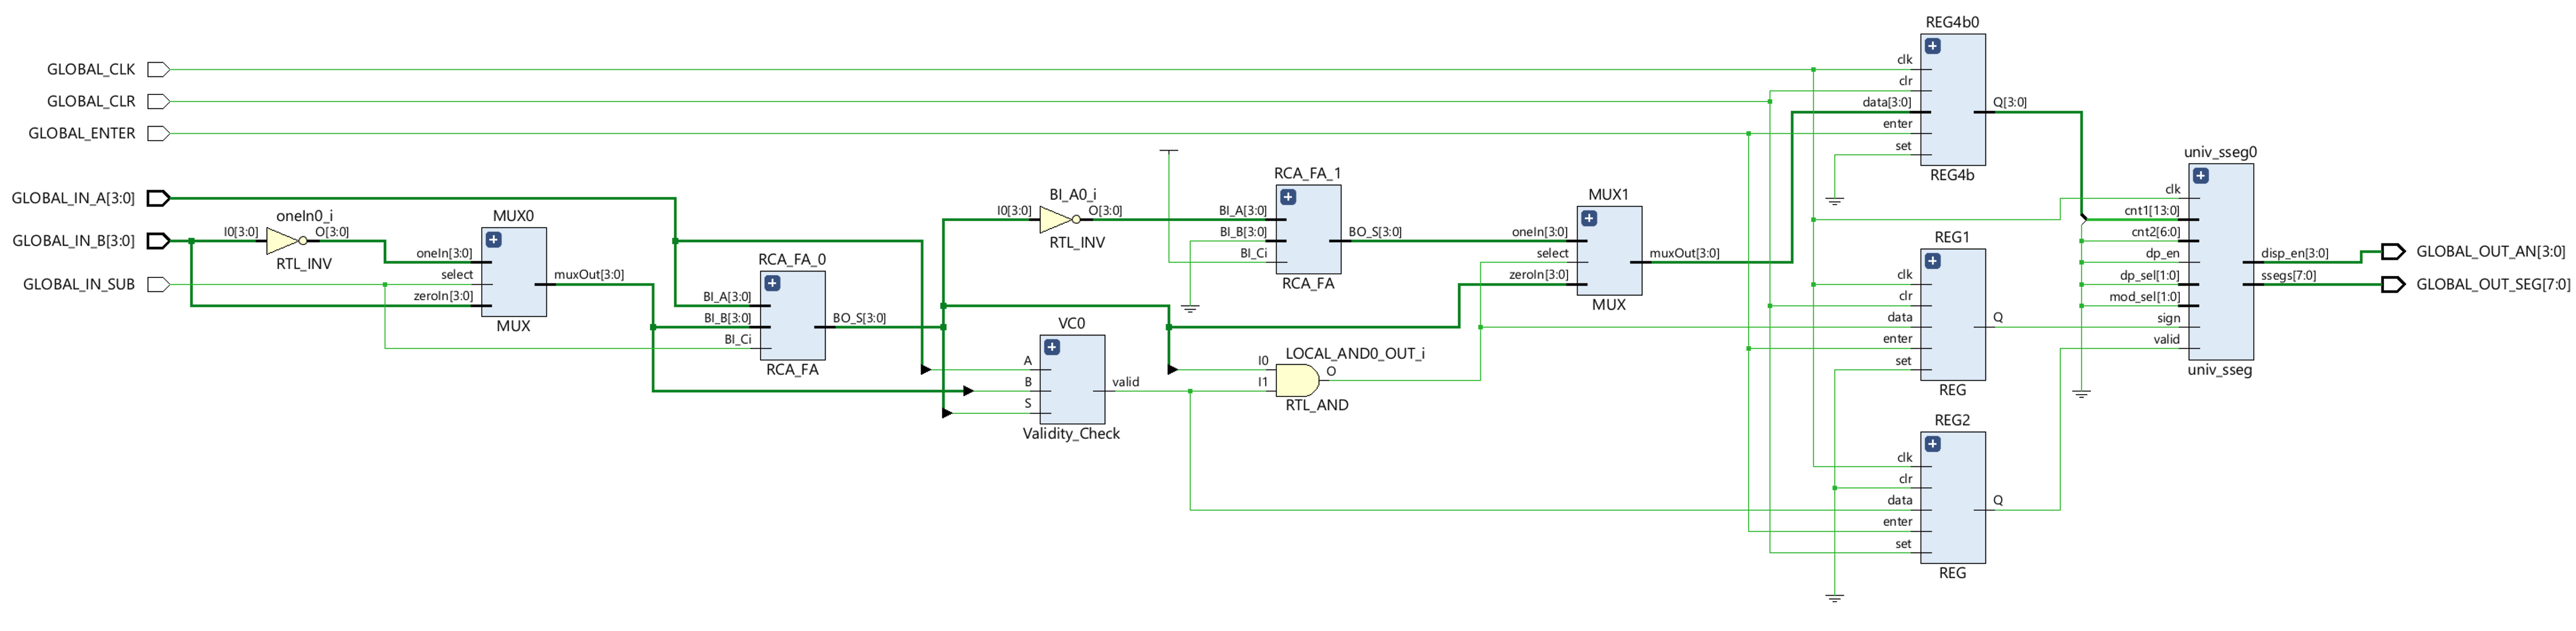 GLOBAL_CLK
GLOBAL_CLR
GLOBAL_ENTER
GLOBAL_IN_A[3:0]
GLOBAL_IN_B[3:0]
GLOBAL_IN_SUB
oneIn0_i
I0[3:0]
O[3:0]
RTL_INV
MUX0
oneIn[3:0]
select
zeroIn[3:0]
muxOut[3:0]
MUX
RCA_FA_0
BI_A[3:0]
BI_B[3:0]
BI_Ci
BO_S[3:0]
RCA_FA
VC0
A
B
S
valid
Validity_Check
BI_A0_i
I0[3:0]
O[3:0]
RTL_INV
RCA_FA_1
BI_A[3:0]
BI_B[3:0]
BI_Ci
BO_S[3:0]
RCA_FA
LOCAL_AND0_OUT_i
I0
I1
O
RTL_AND
MUX1
oneIn[3:0]
select
zeroIn[3:0]
muxOut[3:0]
MUX
REG4b0
clk
clr
data[3:0]
enter
set
Q[3:0]
REG4b
REG1
clk
clr
data
enter
set
Q
REG
REG2
clk
clr
data
enter
set
Q
REG
univ_sseg0
clk
cnt1[13:0]
cnt2[6:0]
dp_en
dp_sel[1:0]
mod_sel[1:0]
sign
valid
disp_en[3:0]
ssegs[7:0]
univ_sseg
GLOBAL_OUT_AN[3:0]
GLOBAL_OUT_SEG[7:0]